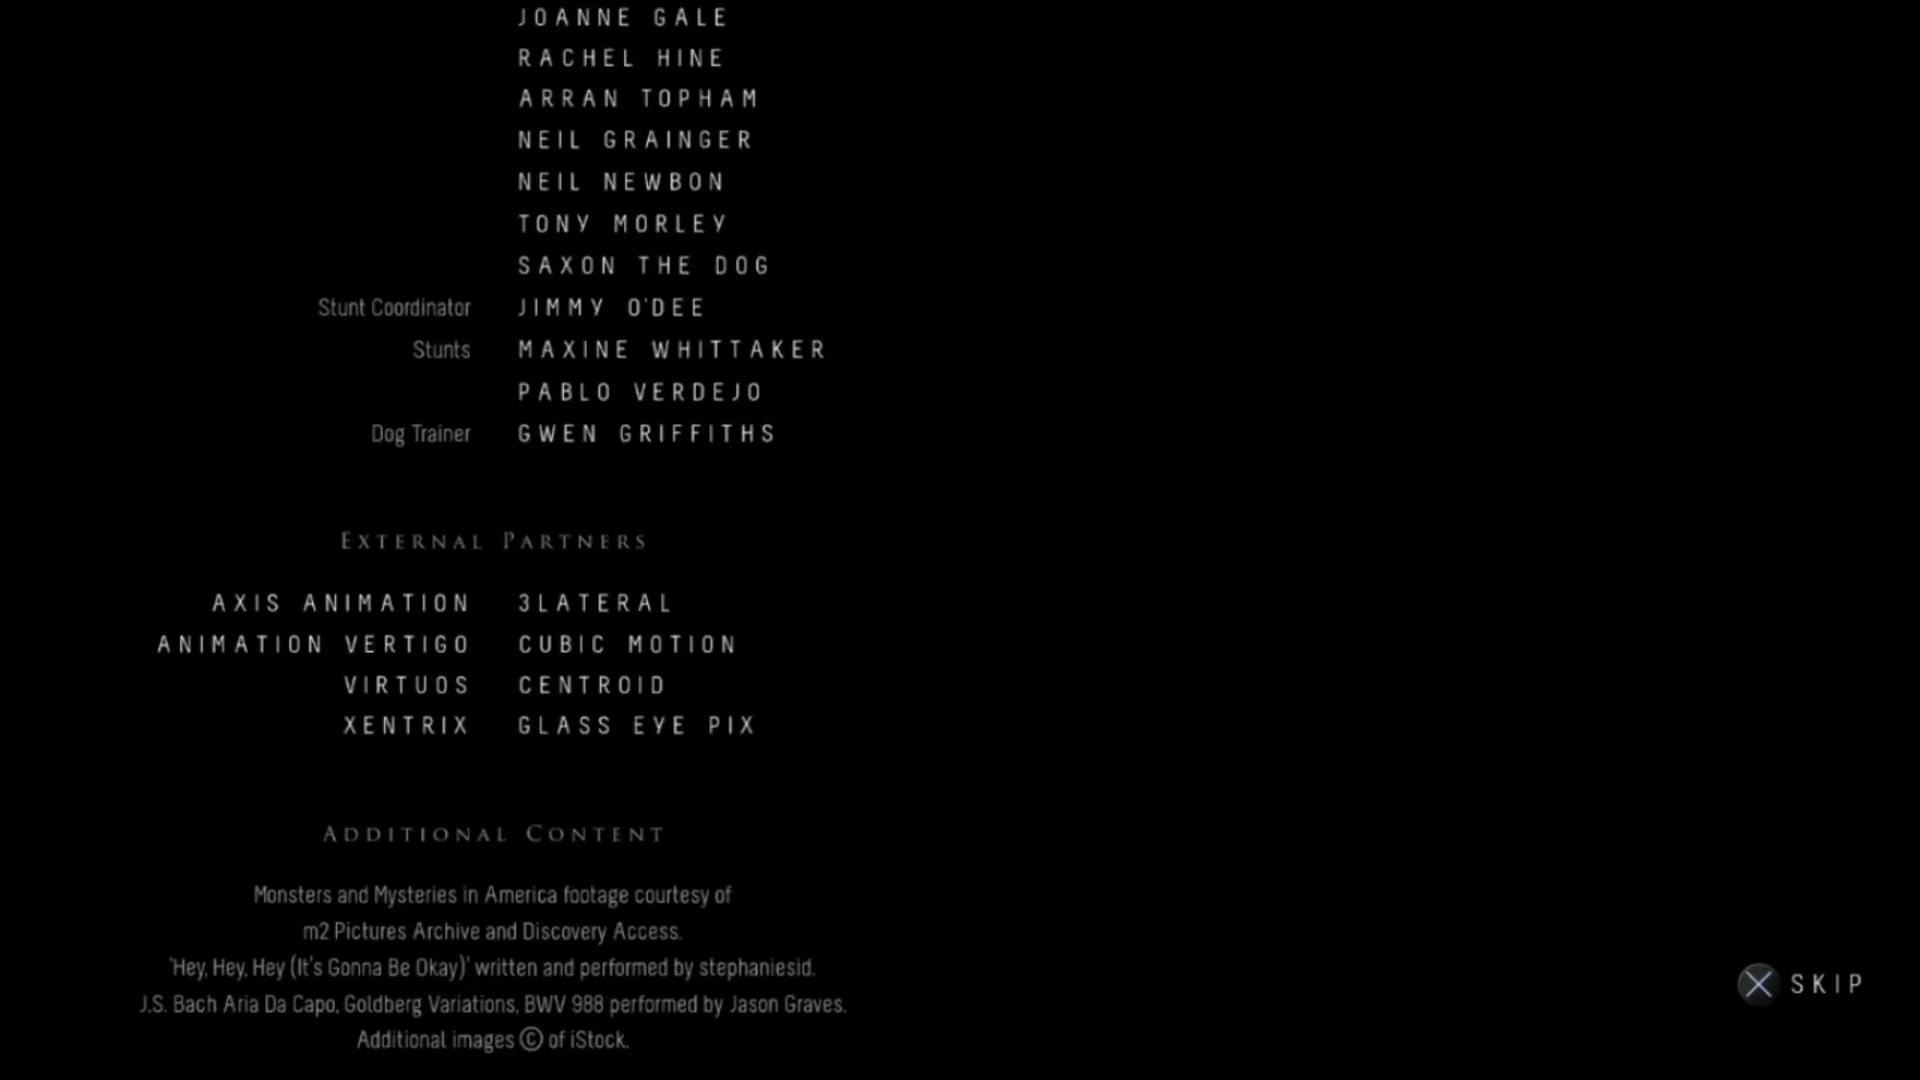 JOANNE GALE
RACHEL HINE
ARRAN TOPHAM
NEIL GRAINGER
NEIL NEWBON
TONY MORLEY
SAXON THE DOG
Stunt Coordinator JIMMY O'DEE
Stunts MAXINE WHITTAKER
PABLO VERDEJO
Dog Trainer GWEN GRIFFITHS
EXTERNAL PARTNERS
AXIS ANIMATION 3LATERAL
ANIMATION VERTIGO CUBIC MOTION
VIRTUOS CENTROID
XENTRIX GLASS EYE PIX
ADDITIONAL CONTENT
Monsters and Mysteries in America footage courtesy of
m2 Pictures Archive and Discovery Access.
'Hey, Hey, Hey (It's Gonna Be Okay)' written and performed by stephaniesid.
J.S. Bach Aria Da Capo, Goldberg Variations, BWV 988 performed by Jason Graves.
Additional images © of iStock.
SKIP